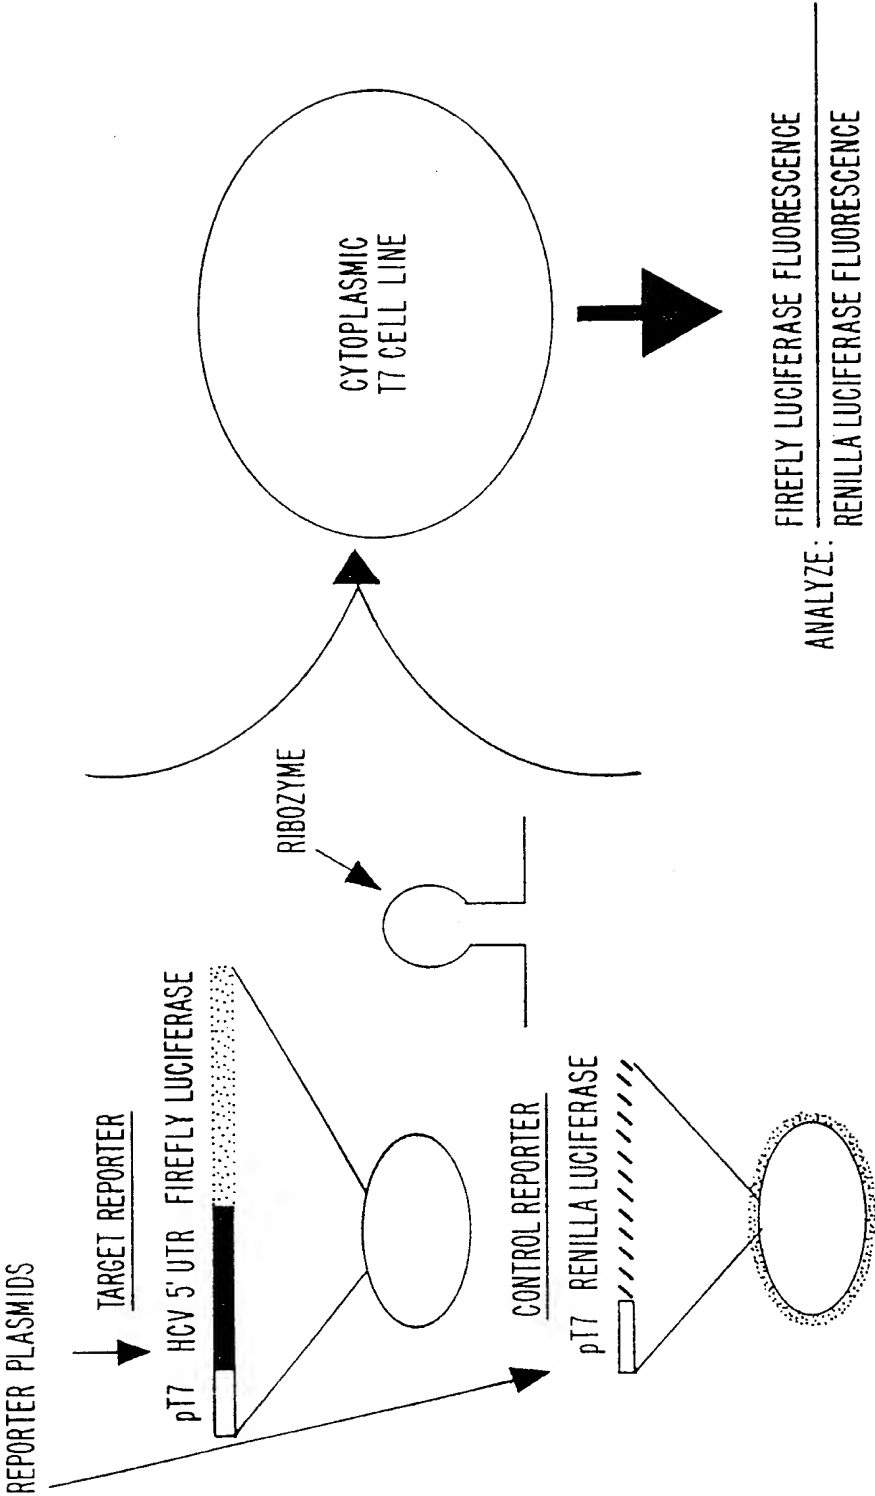 REPORTER PLASMIDS
TARGET REPORTER
pT7 HCV 5' UTR FIREFLY LUCIFERASE
RIBOZYME
CONTROL REPORTER
pT7 RENILLA LUCIFERASE
CYTOPLASMIC
T7 CELL LINE
ANALYZE:
FIREFLY LUCIFERASE FLUORESCENCE
RENILLA LUCIFERASE FLUORESCENCE